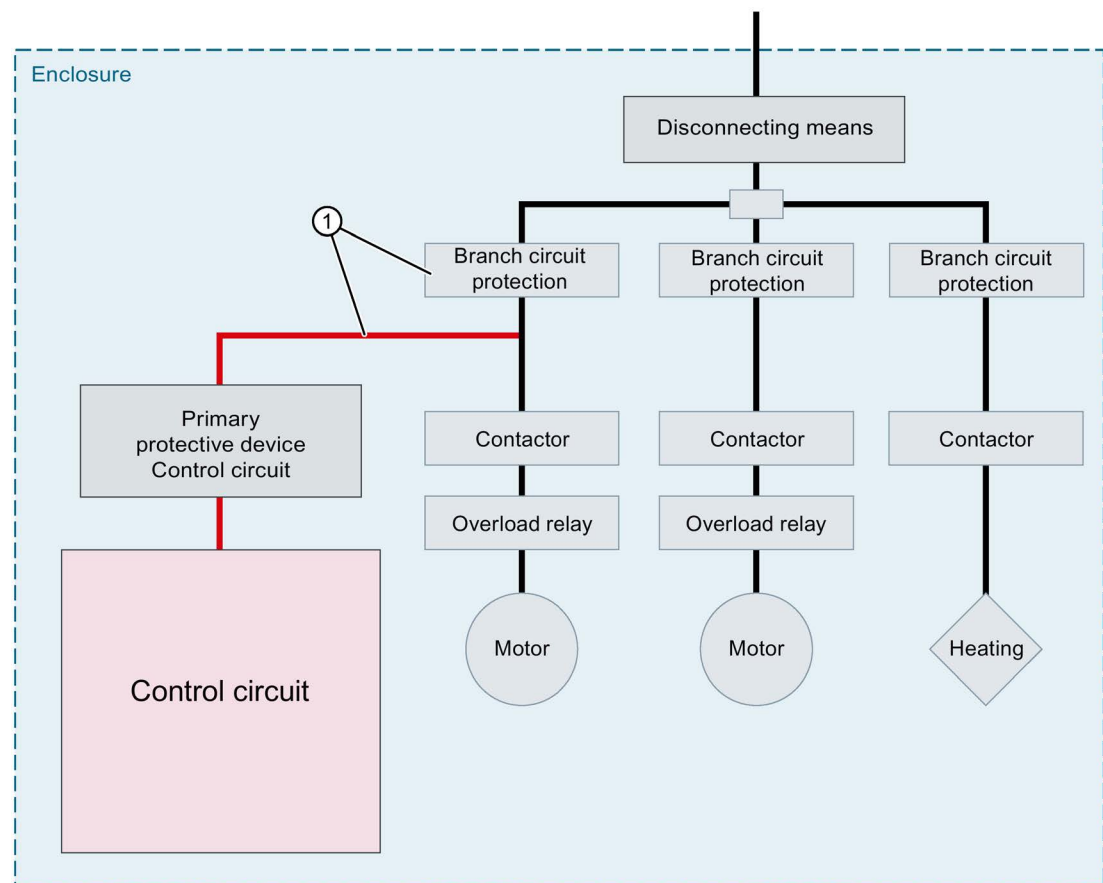 Enclosure
Disconnecting means
1
Branch circuit
protection
Branch circuit
protection
Branch circuit
protection
Primary
protective device
Control circuit
Contactor
Contactor
Contactor
Overload relay
Overload relay
Motor
Motor
Heating
Control circuit